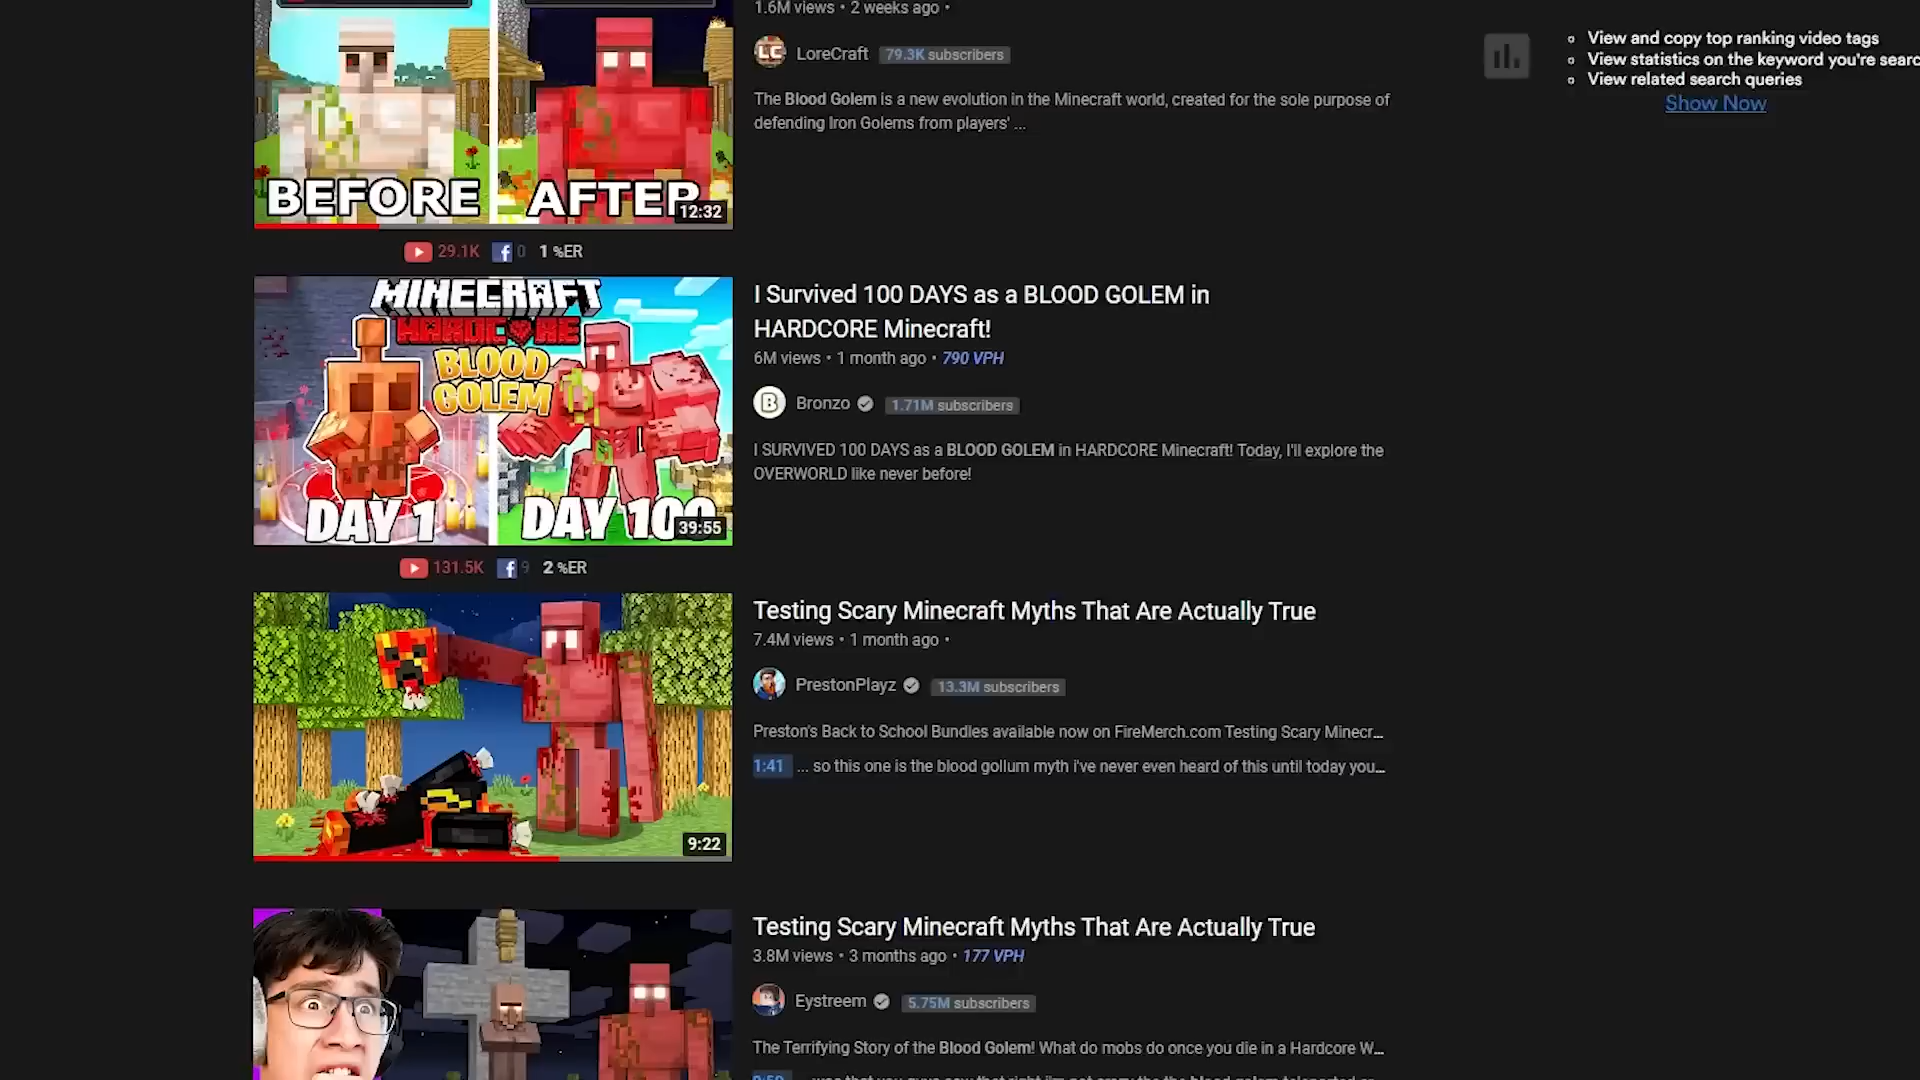 1.6M views • 2 weeks ago •
LC
LoreCraft
79.3K subscribers
The Blood Golem is a new evolution in the Minecraft world, created for the sole purpose of
defending Iron Golems from players' ...
BEFORE
AFTER
12:32
29.1K
0
1 %ER
View and copy top ranking video tags
View statistics on the keyword you're searc
View related search queries
Show Now
MINECRAFT
HARDCORE
BLOOD
GOLEM
DAY 1
DAY 100
39:55
I Survived 100 DAYS as a BLOOD GOLEM in
HARDCORE Minecraft!
6M views • 1 month ago • 790 VPH
B
Bronzo
1.71M subscribers
I SURVIVED 100 DAYS as a BLOOD GOLEM in HARDCORE Minecraft! Today, I'll explore the
OVERWORLD like never before!
131.5K
9
2 %ER
9:22
Testing Scary Minecraft Myths That Are Actually True
7.4M views • 1 month ago •
PrestonPlayz
13.3M subscribers
Preston's Back to School Bundles available now on FireMerch.com Testing Scary Minecr...
1:41 ... so this one is the blood gollum myth i've never even heard of this until today you...
Testing Scary Minecraft Myths That Are Actually True
3.8M views • 3 months ago • 177 VPH
Eystreem
5.75M subscribers
The Terrifying Story of the Blood Golem! What do mobs do once you die in a Hardcore W...